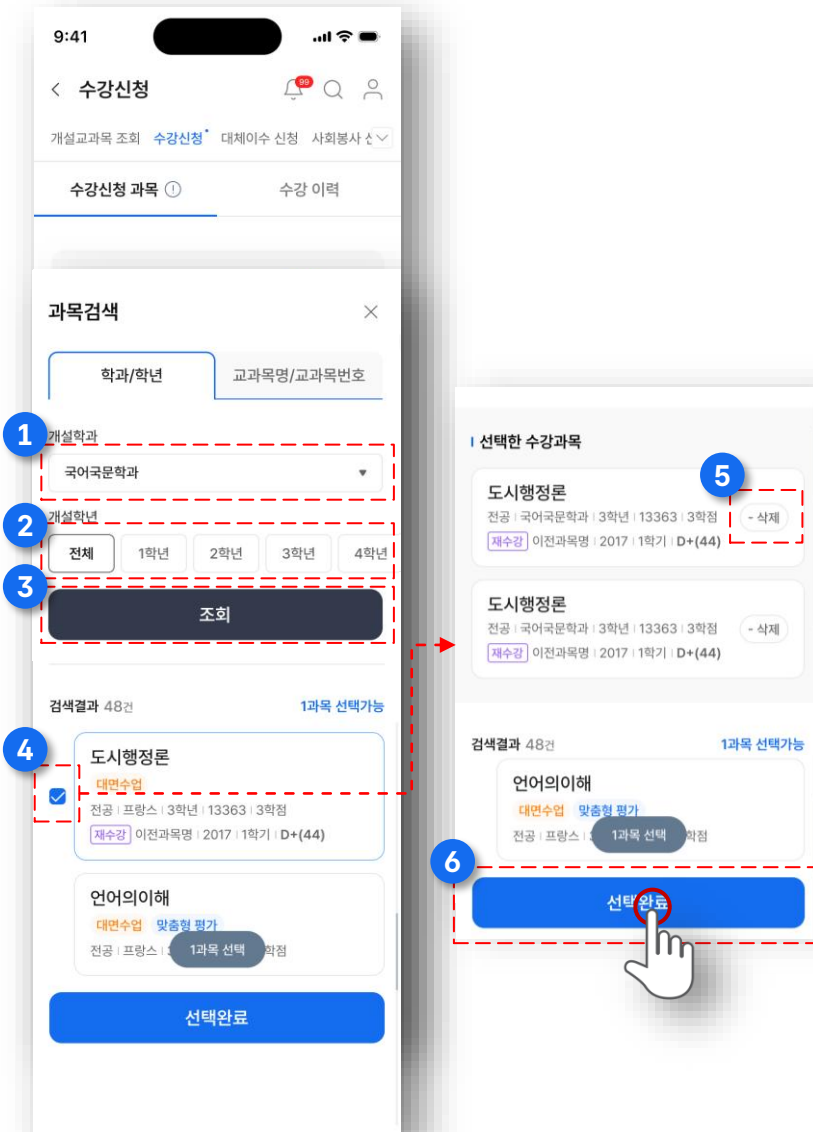 9:41
수강신청
99
개설교과목 조회 수강신청 대체이수 신청 사회봉사
수강신청 과목
수강 이력
과목검색
학과/학년
교과목명/교과목번호
1
개설학과
국어국문학과
2
개설학년
전체 1학년 2학년 3학년 4학년
3
조회
검색결과 48건
1과목 선택가능
4
도시행정론
대면수업
전공 | 프랑스 | 3학년 | 13363 | 3학점
재수강 이전과목명 | 2017 | 1학기 | D+(44)
언어의이해
대면수업 맞춤형 평가
전공 | 프랑스 |
1과목 선택
학점
선택완료
선택한 수강과목
5
도시행정론
전공 | 국어국문학과 | 3학년 | 13363 | 3학점
- 삭제
재수강 이전과목명 | 2017 | 1학기 | D+(44)
도시행정론
전공 | 국어국문학과 | 3학년 | 13363 | 3학점
- 삭제
재수강 이전과목명 | 2017 | 1학기 | D+(44)
검색결과 48건
1과목 선택가능
언어의이해
대면수업 맞춤형 평가
전공 | 프랑스 |
1과목 선택
학점
6
선택완료